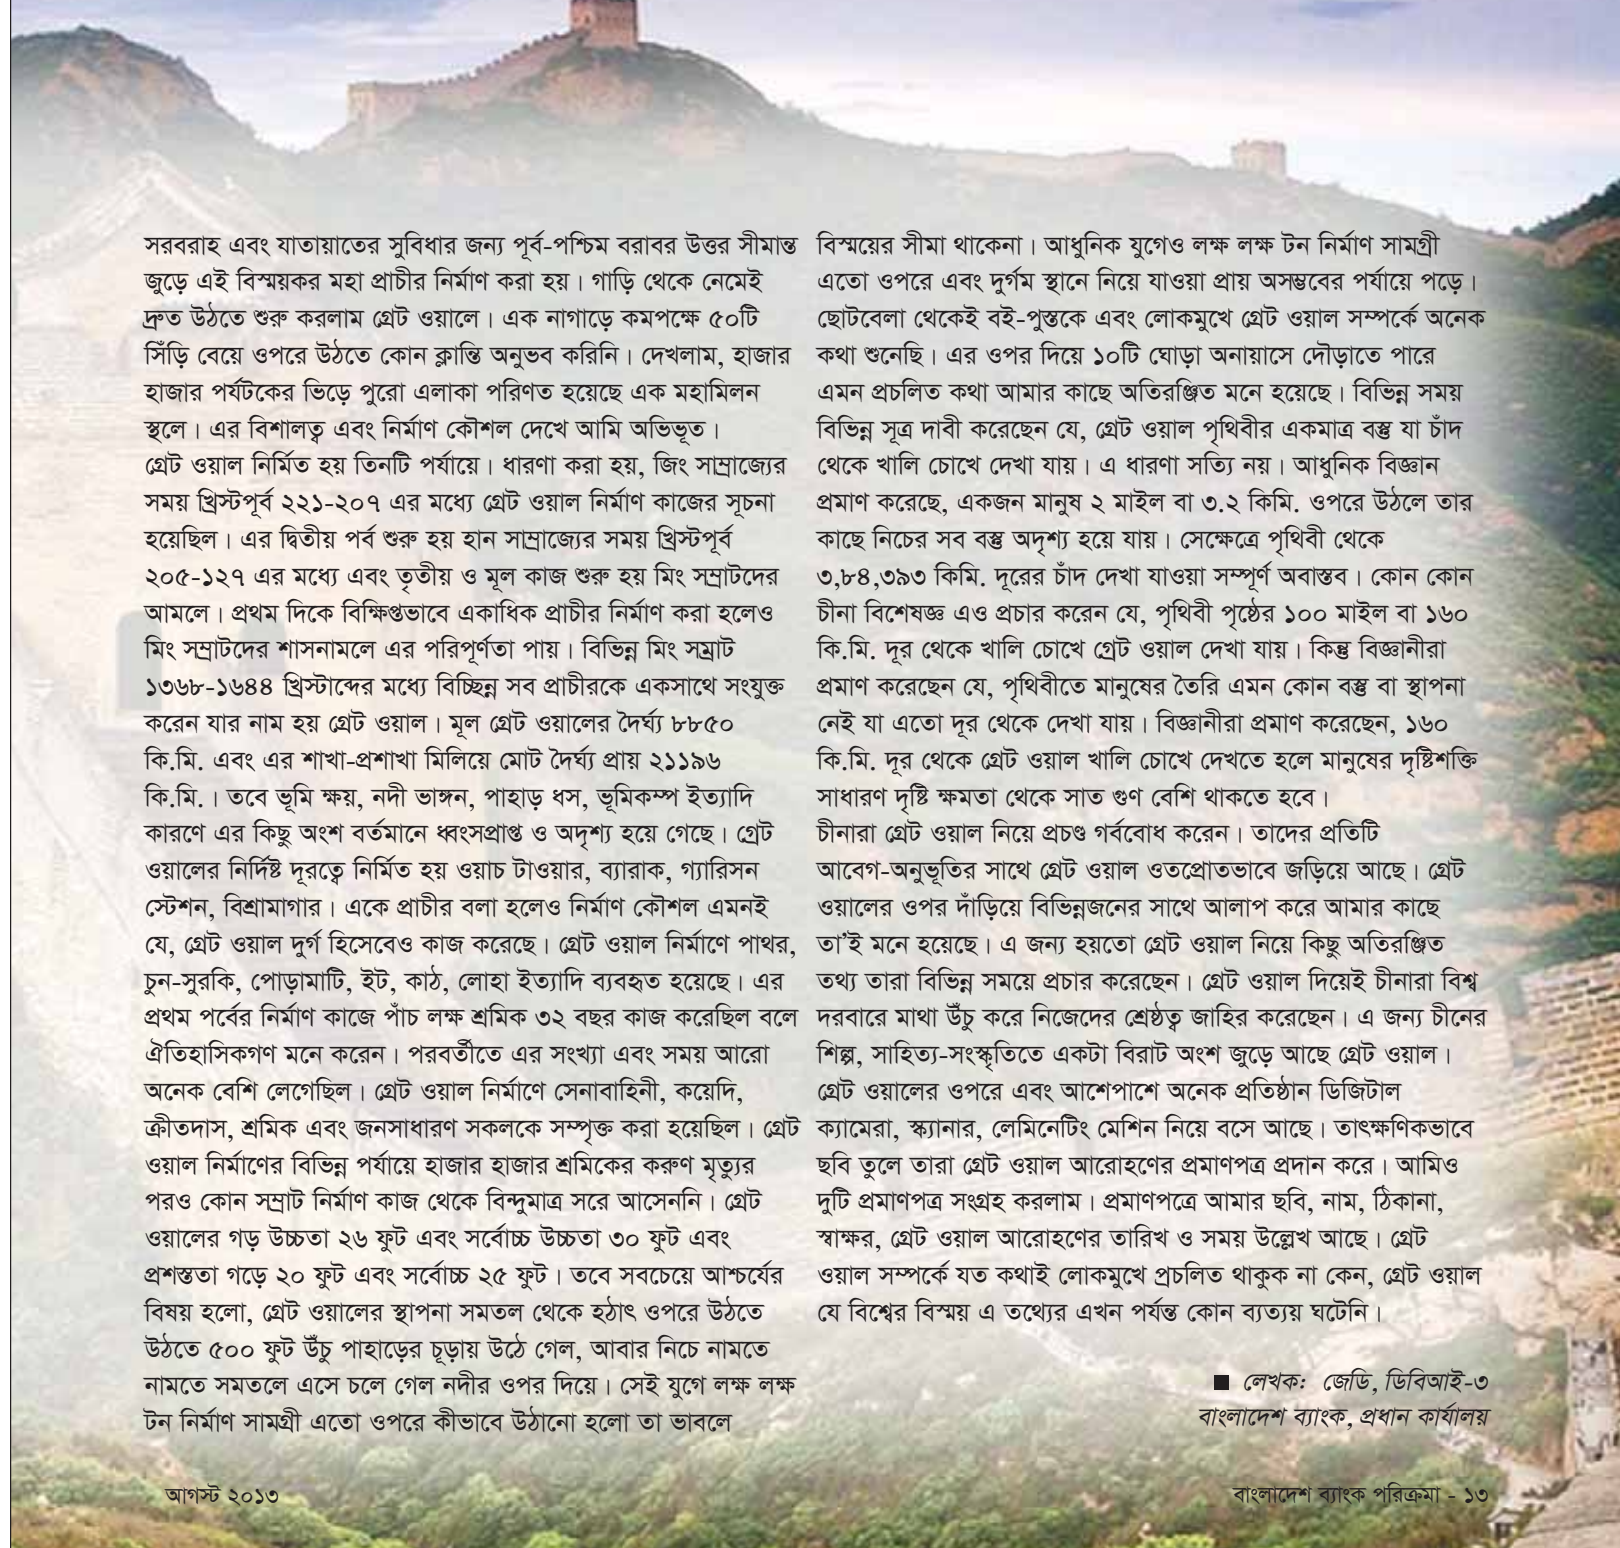 সরবরাহ এবং যাতায়াতের সুবিধার জন্য পূর্ব-পশ্চিম বরাবর উত্তর সীমান্ত
জুড়ে এই বিস্ময়কর মহা প্রাচীর নির্মাণ করা হয়। গাড়ি থেকে নেমেই
দ্রুত উঠতে শুরু করলাম গ্রেট ওয়ালে। এক নাগাড়ে কমপক্ষে ৫০টি
সিঁড়ি বেয়ে ওপরে উঠতে কোন ক্লান্তি অনুভব করিনি। দেখলাম, হাজার
হাজার পর্যটকের ভিড়ে পুরো এলাকা পরিণত হয়েছে এক মহামিলন
স্থলে। এর বিশালত্ব এবং নির্মাণ কৌশল দেখে আমি অভিভূত।
গ্রেট ওয়াল নির্মিত হয় তিনটি পর্যায়ে। ধারণা করা হয়, জিং সাম্রাজ্যের
সময় খ্রিস্টপূর্ব ২২১-২০৭ এর মধ্যে গ্রেট ওয়াল নির্মাণ কাজের সূচনা
হয়েছিল। এর দ্বিতীয় পর্ব শুরু হয় হান সাম্রাজ্যের সময় খ্রিস্টপূর্ব
২০৫-১২৭ এর মধ্যে এবং তৃতীয় ও মূল কাজ শুরু হয় মিং সম্রাটদের
আমলে। প্রথম দিকে বিক্ষিপ্তভাবে একাধিক প্রাচীর নির্মাণ করা হলেও
মিং সম্রাটদের শাসনামলে এর পরিপূর্ণতা পায়। বিভিন্ন মিং সম্রাট
১৩৬৮-১৬৪৪ খ্রিস্টাব্দের মধ্যে বিচ্ছিন্ন সব প্রাচীরকে একসাথে সংযুক্ত
করেন যার নাম হয় গ্রেট ওয়াল। মূল গ্রেট ওয়ালের দৈর্ঘ্য ৮৮৫০
কি.মি. এবং এর শাখা-প্রশাখা মিলিয়ে মোট দৈর্ঘ্য প্রায় ২১১৯৬
কি.মি.। তবে ভূমি ক্ষয়, নদী ভাঙ্গন, পাহাড় ধস, ভূমিকম্প ইত্যাদি
কারণে এর কিছু অংশ বর্তমানে ধ্বংসপ্রাপ্ত ও অদৃশ্য হয়ে গেছে। গ্রেট
ওয়ালের নির্দিষ্ট দূরত্বে নির্মিত হয় ওয়াচ টাওয়ার, ব্যারাক, গ্যারিসন
স্টেশন, বিশ্রামাগার। একে প্রাচীর বলা হলেও নির্মাণ কৌশল এমনই
যে, গ্রেট ওয়াল দুর্গ হিসেবেও কাজ করেছে। গ্রেট ওয়াল নির্মাণে পাথর,
চুন-সুরকি, পোড়ামাটি, ইট, কাঠ, লোহা ইত্যাদি ব্যবহৃত হয়েছে। এর
প্রথম পর্বের নির্মাণ কাজে পাঁচ লক্ষ শ্রমিক ৩২ বছর কাজ করেছিল বলে
ঐতিহাসিকগণ মনে করেন। পরবর্তীতে এর সংখ্যা এবং সময় আরো
অনেক বেশি লেগেছিল। গ্রেট ওয়াল নির্মাণে সেনাবাহিনী, কয়েদি,
ক্রীতদাস, শ্রমিক এবং জনসাধারণ সকলকে সম্পৃক্ত করা হয়েছিল। গ্রেট
ওয়াল নির্মাণের বিভিন্ন পর্যায়ে হাজার হাজার শ্রমিকের করুণ মৃত্যুর
পরও কোন সম্রাট নির্মাণ কাজ থেকে বিন্দুমাত্র সরে আসেননি। গ্রেট
ওয়ালের গড় উচ্চতা ২৬ ফুট এবং সর্বোচ্চ উচ্চতা ৩০ ফুট এবং
প্রশস্ততা গড়ে ২০ ফুট এবং সর্বোচ্চ ২৫ ফুট। তবে সবচেয়ে আশ্চর্যের
বিষয় হলো, গ্রেট ওয়ালের স্থাপনা সমতল থেকে হঠাৎ ওপরে উঠতে
উঠতে ৫০০ ফুট উঁচু পাহাড়ের চূড়ায় উঠে গেল, আবার নিচে নামতে
নামতে সমতলে এসে চলে গেল নদীর ওপর দিয়ে। সেই যুগে লক্ষ লক্ষ
টন নির্মাণ সামগ্রী এতো ওপরে কীভাবে উঠানো হলো তা ভাবলে
বিস্ময়ের সীমা থাকেনা। আধুনিক যুগেও লক্ষ লক্ষ টন নির্মাণ সামগ্রী
এতো ওপরে এবং দুর্গম স্থানে নিয়ে যাওয়া প্রায় অসম্ভবের পর্যায়ে পড়ে।
ছোটবেলা থেকেই বই-পুস্তকে এবং লোকমুখে গ্রেট ওয়াল সম্পর্কে অনেক
কথা শুনেছি। এর ওপর দিয়ে ১০টি ঘোড়া অনায়াসে দৌড়াতে পারে
এমন প্রচলিত কথা আমার কাছে অতিরঞ্জিত মনে হয়েছে। বিভিন্ন সময়
বিভিন্ন সূত্র দাবী করেছেন যে, গ্রেট ওয়াল পৃথিবীর একমাত্র বস্তু যা চাঁদ
থেকে খালি চোখে দেখা যায়। এ ধারণা সত্যি নয়। আধুনিক বিজ্ঞান
প্রমাণ করেছে, একজন মানুষ ২ মাইল বা ৩.২ কিমি. ওপরে উঠলে তার
কাছে নিচের সব বস্তু অদৃশ্য হয়ে যায়। সেক্ষেত্রে পৃথিবী থেকে
৩,৮৪,৩৯৩ কিমি. দূরের চাঁদ দেখা যাওয়া সম্পূর্ণ অবাস্তব। কোন কোন
চীনা বিশেষজ্ঞ এও প্রচার করেন যে, পৃথিবী পৃষ্ঠের ১০০ মাইল বা ১৬০
কি.মি. দূর থেকে খালি চোখে গ্রেট ওয়াল দেখা যায়। কিন্তু বিজ্ঞানীরা
প্রমাণ করেছেন যে, পৃথিবীতে মানুষের তৈরি এমন কোন বস্তু বা স্থাপনা
নেই যা এতো দূর থেকে দেখা যায়। বিজ্ঞানীরা প্রমাণ করেছেন, ১৬০
কি.মি. দূর থেকে গ্রেট ওয়াল খালি চোখে দেখতে হলে মানুষের দৃষ্টিশক্তি
সাধারণ দৃষ্টি ক্ষমতা থেকে সাত গুণ বেশি থাকতে হবে।
চীনারা গ্রেট ওয়াল নিয়ে প্রচণ্ড গর্ববোধ করেন। তাদের প্রতিটি
আবেগ-অনুভূতির সাথে গ্রেট ওয়াল ওতপ্রোতভাবে জড়িয়ে আছে। গ্রেট
ওয়ালের ওপর দাঁড়িয়ে বিভিন্নজনের সাথে আলাপ করে আমার কাছে
তা'ই মনে হয়েছে। এ জন্য হয়তো গ্রেট ওয়াল নিয়ে কিছু অতিরঞ্জিত
তথ্য তারা বিভিন্ন সময়ে প্রচার করেছেন। গ্রেট ওয়াল দিয়েই চীনারা বিশ্ব
দরবারে মাথা উঁচু করে নিজেদের শ্রেষ্ঠত্ব জাহির করেছেন। এ জন্য চীনের
শিল্প, সাহিত্য-সংস্কৃতিতে একটা বিরাট অংশ জুড়ে আছে গ্রেট ওয়াল।
গ্রেট ওয়ালের ওপরে এবং আশেপাশে অনেক প্রতিষ্ঠান ডিজিটাল
ক্যামেরা, স্ক্যানার, লেমিনেটিং মেশিন নিয়ে বসে আছে। তাৎক্ষণিকভাবে
ছবি তুলে তারা গ্রেট ওয়াল আরোহণের প্রমাণপত্র প্রদান করে। আমিও
দুটি প্রমাণপত্র সংগ্রহ করলাম। প্রমাণপত্রে আমার ছবি, নাম, ঠিকানা,
স্বাক্ষর, গ্রেট ওয়াল আরোহণের তারিখ ও সময় উল্লেখ আছে। গ্রেট
ওয়াল সম্পর্কে যত কথাই লোকমুখে প্রচলিত থাকুক না কেন, গ্রেট ওয়াল
যে বিশ্বের বিস্ময় এ তথ্যের এখন পর্যন্ত কোন ব্যত্যয় ঘটেনি।
■ লেখক: জেডি, ডিবিআই-৩
বাংলাদেশ ব্যাংক, প্রধান কার্যালয়
আগস্ট ২০১৩
বাংলাদেশ ব্যাংক পরিক্রমা - ১৩